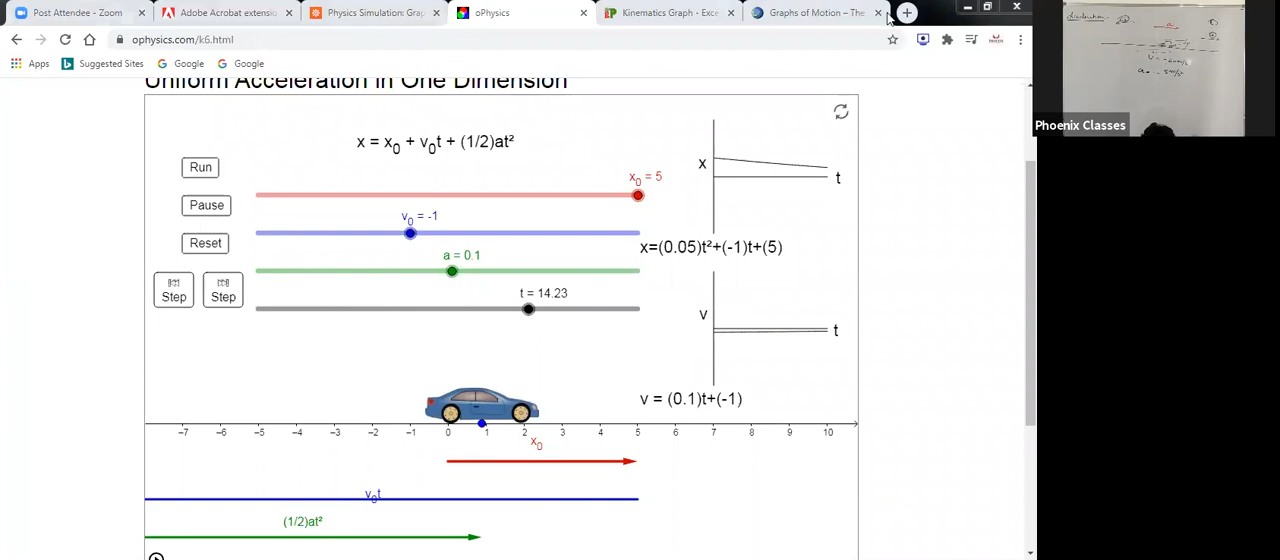 Post Attendee - Zoom
Adobe Acrobat extensi
Physics Simulation: Gra
oPhysics
Kinematics Graph - Exce
Graphs of Motion – The
ophysics.com/k6.html
Apps
Suggested Sites
Google
Google
Uniform Acceleration in One Dimension
x = x₀ + v₀t + (1/2)at²
Run
x₀ = 5
Pause
v₀ = -1
Reset
a = 0.1
Step
Step
t = 14.23
x
t
x=(0.05)t²+(-1)t+(5)
v
t
v = (0.1)t+(-1)
−7 −6 −5 −4 −3 −2 −1 0 1 2 3 4 5 6 7 8 9 10
x₀
v₀t
(1/2)at²
Phoenix Classes